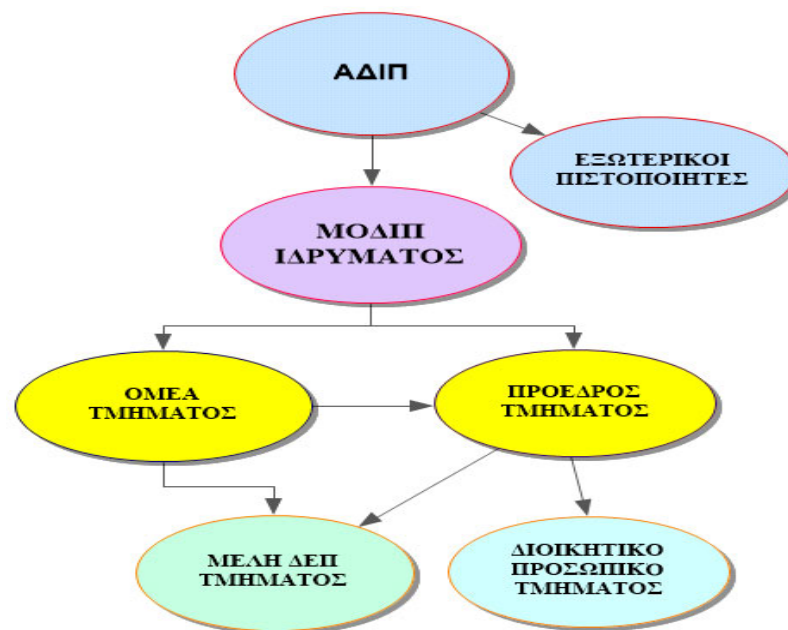 ΑΔΙΠ
ΕΞΩΤΕΡΙΚΟΙ
ΠΙΣΤΟΠΟΙΗΤΕΣ
ΜΟΔΙΠ
ΙΔΡΥΜΑΤΟΣ
ΟΜΕΑ
ΤΜΗΜΑΤΟΣ
ΠΡΟΕΔΡΟΣ
ΤΜΗΜΑΤΟΣ
ΜΕΛΗ ΔΕΠ
ΤΜΗΜΑΤΟΣ
ΔΙΟΙΚΗΤΙΚΟ
ΠΡΟΣΩΠΙΚΟ
ΤΜΗΜΑΤΟΣ